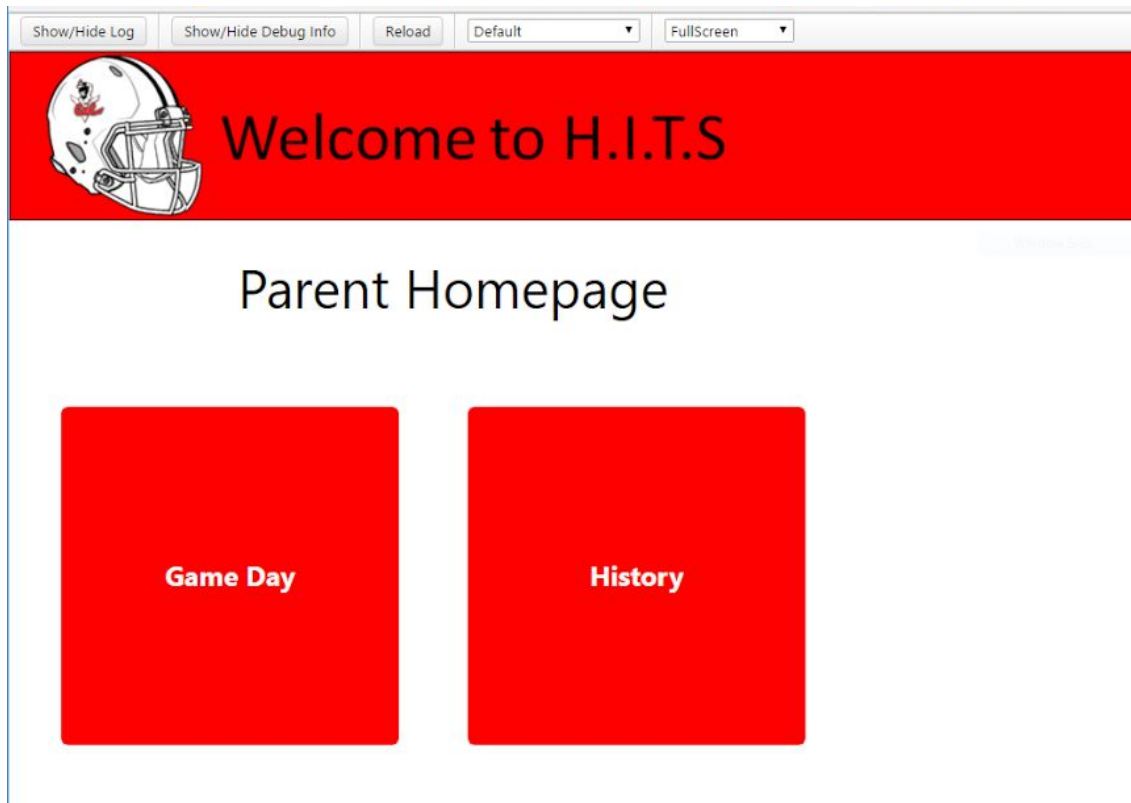 Show/Hide Log Show/Hide Debug Info Reload Default FullScreen
Welcome to H.I.T.S
Parent Homepage
Game Day History